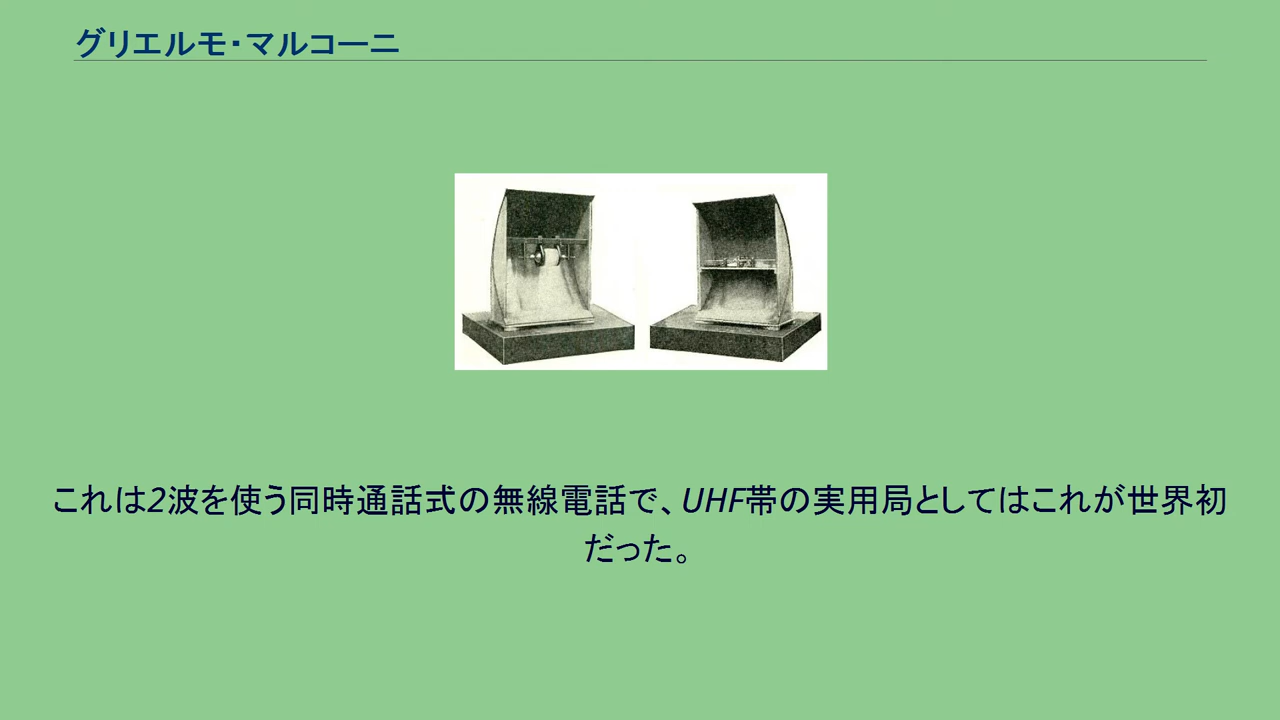 グリエルモ・マルコーニ
これは2波を使う同時通話式の無線電話で、UHF帯の実用局としてはこれが世界初
だった。